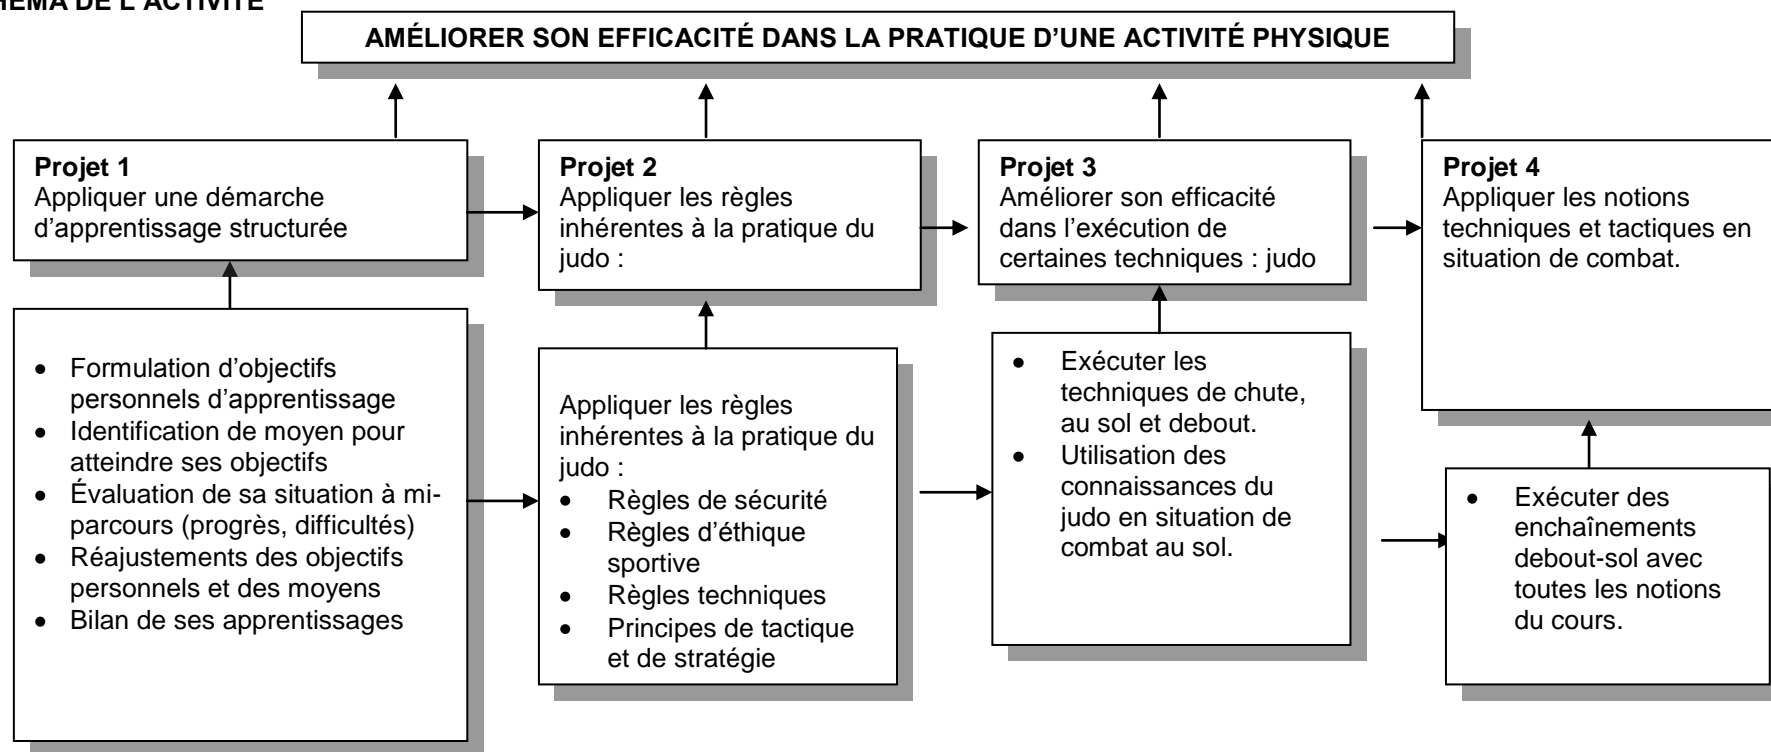 AMÉLIORER SON EFFICACITÉ DANS LA PRATIQUE D’UNE ACTIVITÉ PHYSIQUE
Projet 1
Appliquer une démarche
d’apprentissage structurée
Projet 2
Appliquer les règles
inhérentes à la pratique du
judo :
Projet 3
Améliorer son efficacité
dans l’exécution de
certaines techniques : judo
Projet 4
Appliquer les notions
techniques et tactiques en
situation de combat.
• Formulation d’objectifs
personnels d’apprentissage
• Identification de moyen pour
atteindre ses objectifs
• Évaluation de sa situation à mi-
parcours (progrès, difficultés)
• Réajustements des objectifs
personnels et des moyens
• Bilan de ses apprentissages
Appliquer les règles
inhérentes à la pratique du
judo :
• Règles de sécurité
• Règles d’éthique
sportive
• Règles techniques
• Principes de tactique
et de stratégie
• Exécuter les
techniques de chute,
au sol et debout.
• Utilisation des
connaissances du
judo en situation de
combat au sol.
• Exécuter des
enchaînements
debout-sol avec
toutes les notions
du cours.